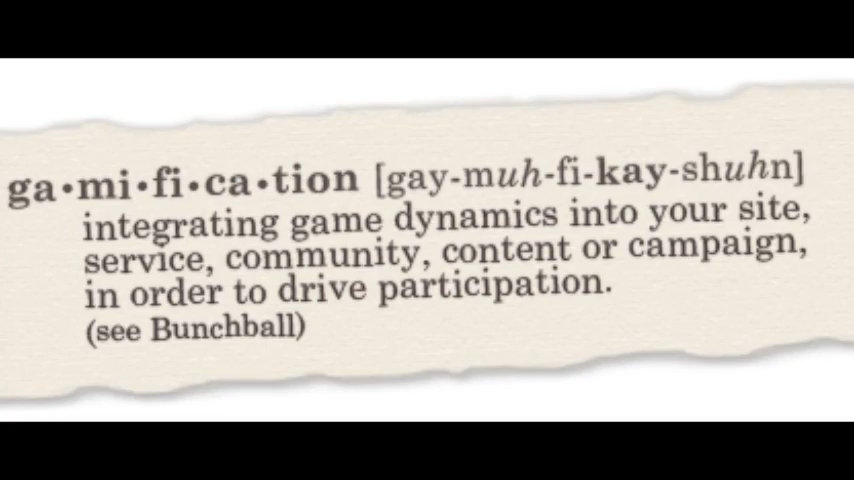 ga•mi•fi•ca•tion [gay-muh-fi-kay-shuhn]
integrating game dynamics into your site,
service, community, content or campaign,
in order to drive participation.
(see Bunchball)